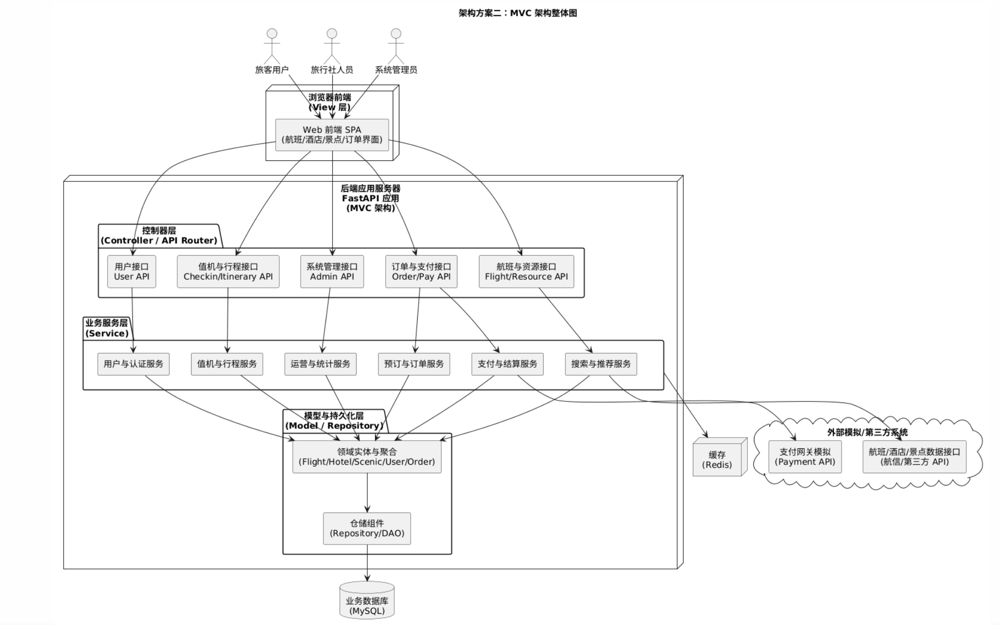 架构方案二：MVC 架构整体图
旅客用户
旅行社人员
系统管理员
浏览器前端
(View 层)
Web 前端 SPA
(航班/酒店/景点/订单界面)
后端应用服务器
FastAPI 应用
(MVC 架构)
控制器层
(Controller / API Router)
用户接口
User API
值机与行程接口
Checkin/Itinerary API
系统管理接口
Admin API
订单与支付接口
Order/Pay API
航班与资源接口
Flight/Resource API
业务服务层
(Service)
用户与认证服务
值机与行程服务
运营与统计服务
预订与订单服务
支付与结算服务
搜索与推荐服务
模型与持久化层
(Model / Repository)
领域实体与聚合
(Flight/Hotel/Scenic/User/Order)
仓储组件
(Repository/DAO)
缓存
(Redis)
外部模拟/第三方系统
支付网关模拟
(Payment API)
航班/酒店/景点数据接口
(航信/第三方 API)
业务数据库
(MySQL)